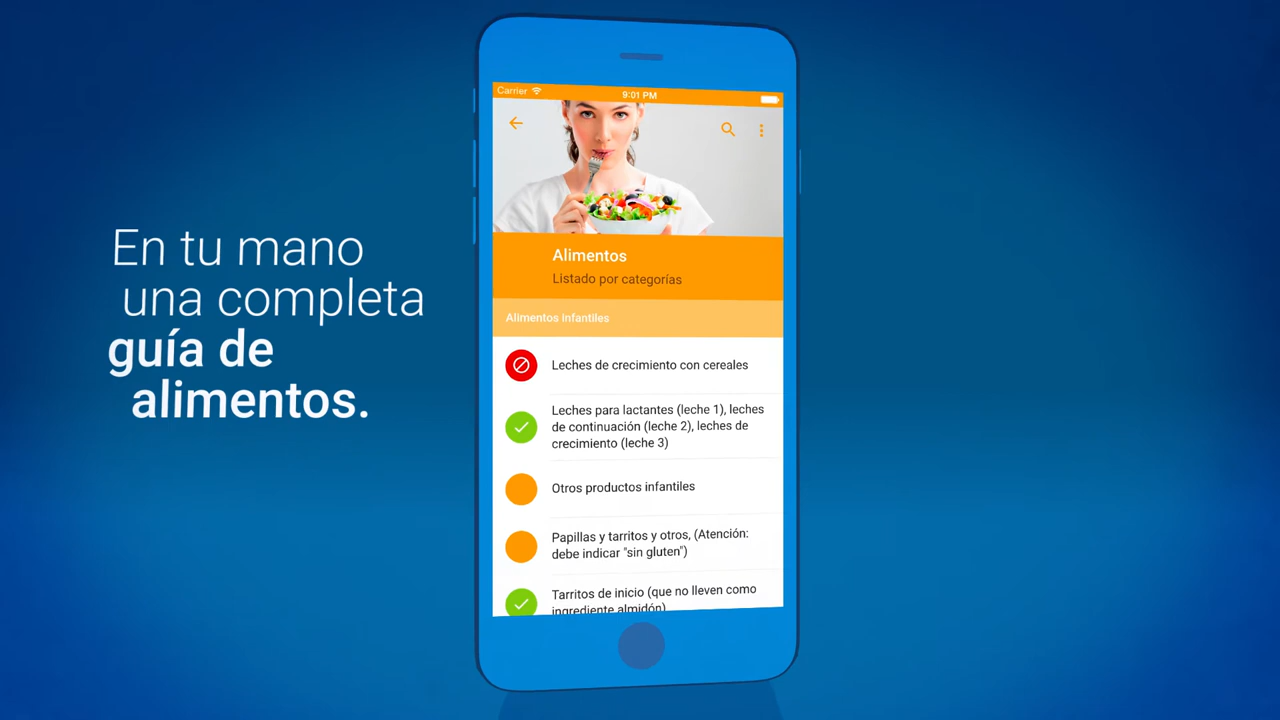 En tu mano
una completa
guía de
alimentos.
Carrier
9:01 PM
Alimentos
Listado por categorías
Alimentos infantiles
Leches de crecimiento con cereales
Leches para lactantes (leche 1), leches
de continuación (leche 2), leches de
crecimiento (leche 3)
Otros productos infantiles
Papillas y tarritos y otros, (Atención:
debe indicar "sin gluten")
Tarritos de inicio (que no lleven como
ingrediente almidón)